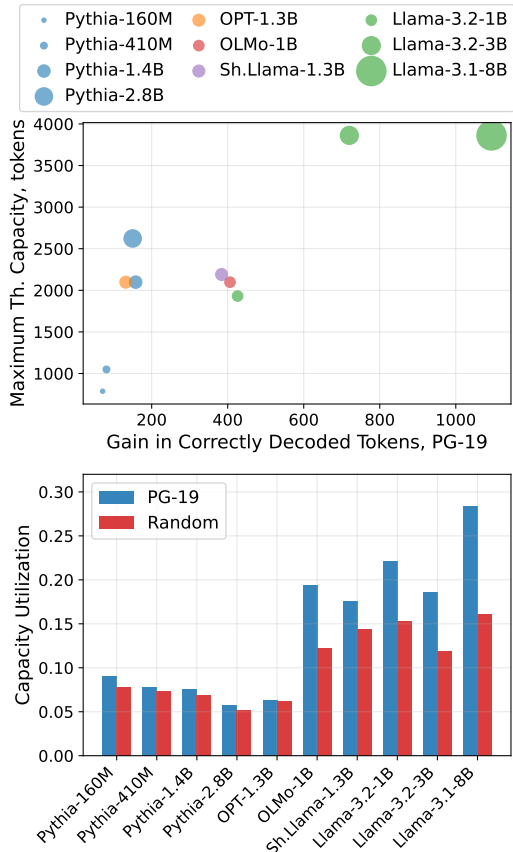 Pythia-160M OPT-1.3B Llama-3.2-1B
Pythia-410M OLMo-1B Llama-3.2-3B
Pythia-1.4B Sh.Llama-1.3B Llama-3.1-8B
Pythia-2.8B
Maximum Th. Capacity, tokens
4000
3500
3000
2500
2000
1500
1000
200 400 600 800 1000
Gain in Correctly Decoded Tokens, PG-19
Capacity Utilization
0.30
0.25
0.20
0.15
0.10
0.05
0.00
PG-19
Random
Pythia-160M
Pythia-410M
Pythia-1.4B
Pythia-2.8B
OPT-1.3B
OLMo-1B
Sh.Llama-1.3B
Llama-3.2-1B
Llama-3.2-3B
Llama-3.1-8B